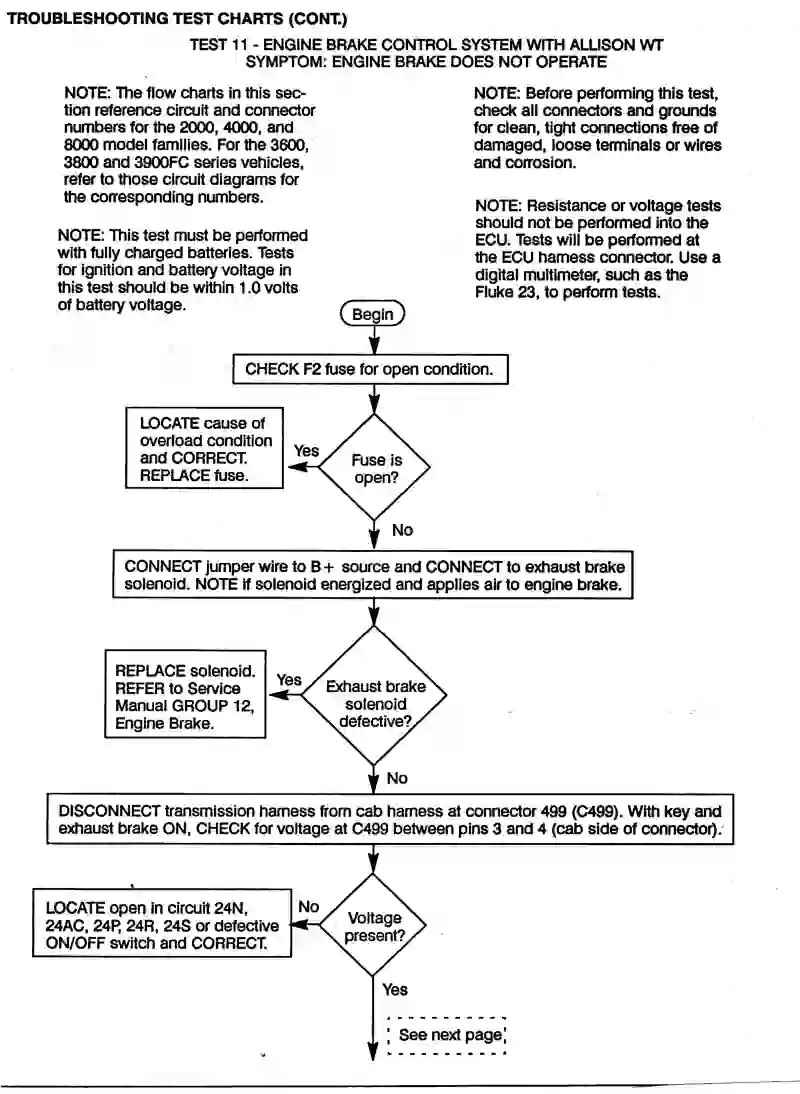 TROUBLESHOOTING TEST CHARTS (CONT.)
TEST 11 - ENGINE BRAKE CONTROL SYSTEM WITH ALLISON WT
SYMPTOM: ENGINE BRAKE DOES NOT OPERATE
NOTE: The flow charts in this sec-
tion reference circuit and connector
numbers for the 2000, 4000, and
8000 model families. For the 3600,
3800 and 3900FC series vehicles,
refer to those circuit diagrams for
the corresponding numbers.
NOTE: This test must be performed
with fully charged batteries. Tests
for ignition and battery voltage in
this test should be within 1.0 volts
of battery voltage.
NOTE: Before performing this test,
check all connectors and grounds
for clean, tight connections free of
damaged, loose terminals or wires
and corrosion.
NOTE: Resistance or voltage tests
should not be performed into the
ECU. Tests will be performed at
the ECU harness connector. Use a
digital multimeter, such as the
Fluke 23, to perform tests.
Begin
CHECK F2 fuse for open condition.
LOCATE cause of
overload condition
and CORRECT.
REPLACE fuse.
Yes
Fuse is
open?
No
CONNECT jumper wire to B+ source and CONNECT to exhaust brake
solenoid. NOTE if solenoid energized and applies air to engine brake.
REPLACE solenoid.
REFER to Service
Manual GROUP 12,
Engine Brake.
Yes
Exhaust brake
solenoid
defective?
No
DISCONNECT transmission harness from cab harness at connector 499 (C499). With key and
exhaust brake ON, CHECK for voltage at C499 between pins 3 and 4 (cab side of connector).
LOCATE open in circuit 24N,
24AC, 24P, 24R, 24S or defective
ON/OFF switch and CORRECT.
No
Voltage
present?
Yes
See next page